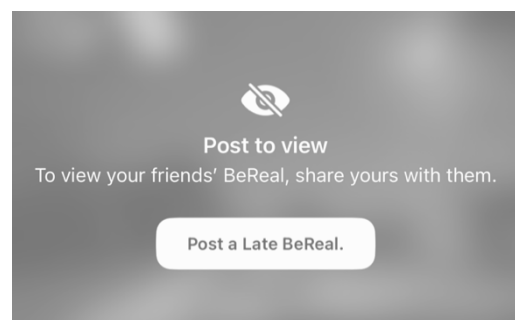 Post to view
To view your friends’ BeReal, share yours with them.
Post a Late BeReal.